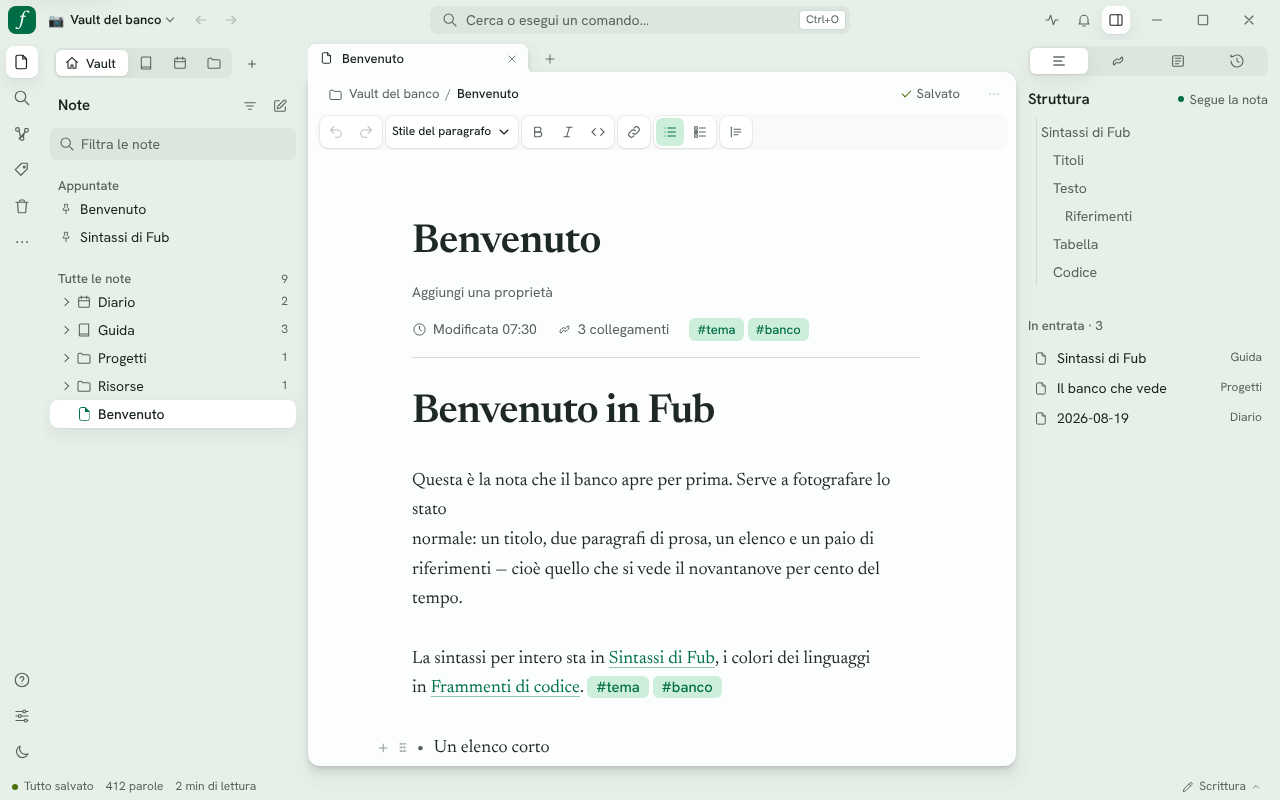 Vault del banco
Cerca o esegui un comando…
Ctrl+O
Vault
Note
Filtra le note
Appuntate
Benvenuto
Sintassi di Fub
Tutte le note 9
Diario 2
Guida 3
Progetti 1
Risorse 1
Benvenuto
Benvenuto
Vault del banco / Benvenuto
Salvato
Stile del paragrafo
Benvenuto
Aggiungi una proprietà
Modificata 07:30 3 collegamenti #tema #banco
Benvenuto in Fub
Questa è la nota che il banco apre per prima. Serve a fotografare lo
stato
normale: un titolo, due paragrafi di prosa, un elenco e un paio di
riferimenti — cioè quello che si vede il novantanove per cento del
tempo.
La sintassi per intero sta in Sintassi di Fub, i colori dei linguaggi
in Frammenti di codice. #tema #banco
• Un elenco corto
Struttura
Segue la nota
Sintassi di Fub
Titoli
Testo
Riferimenti
Tabella
Codice
In entrata · 3
Sintassi di Fub Guida
Il banco che vede Progetti
2026-08-19 Diario
Tutto salvato 412 parole 2 min di lettura
Scrittura